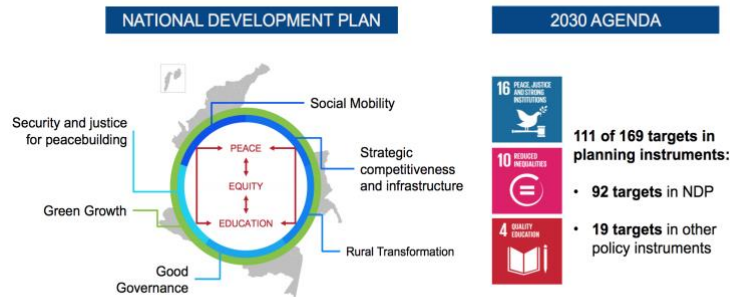 NATIONAL DEVELOPMENT PLAN
Social Mobility
Security and justice
for peacebuilding
PEACE
EQUITY
EDUCATION
Strategic
competitiveness
and infrastructure
Green Growth
Rural Transformation
Good
Governance
2030 AGENDA
16 PEACE, JUSTICE
AND STRONG
INSTITUTIONS
10 REDUCED
INEQUALITIES
4 QUALITY
EDUCATION
111 of 169 targets in
planning instruments:
• 92 targets in NDP
• 19 targets in other
policy instruments